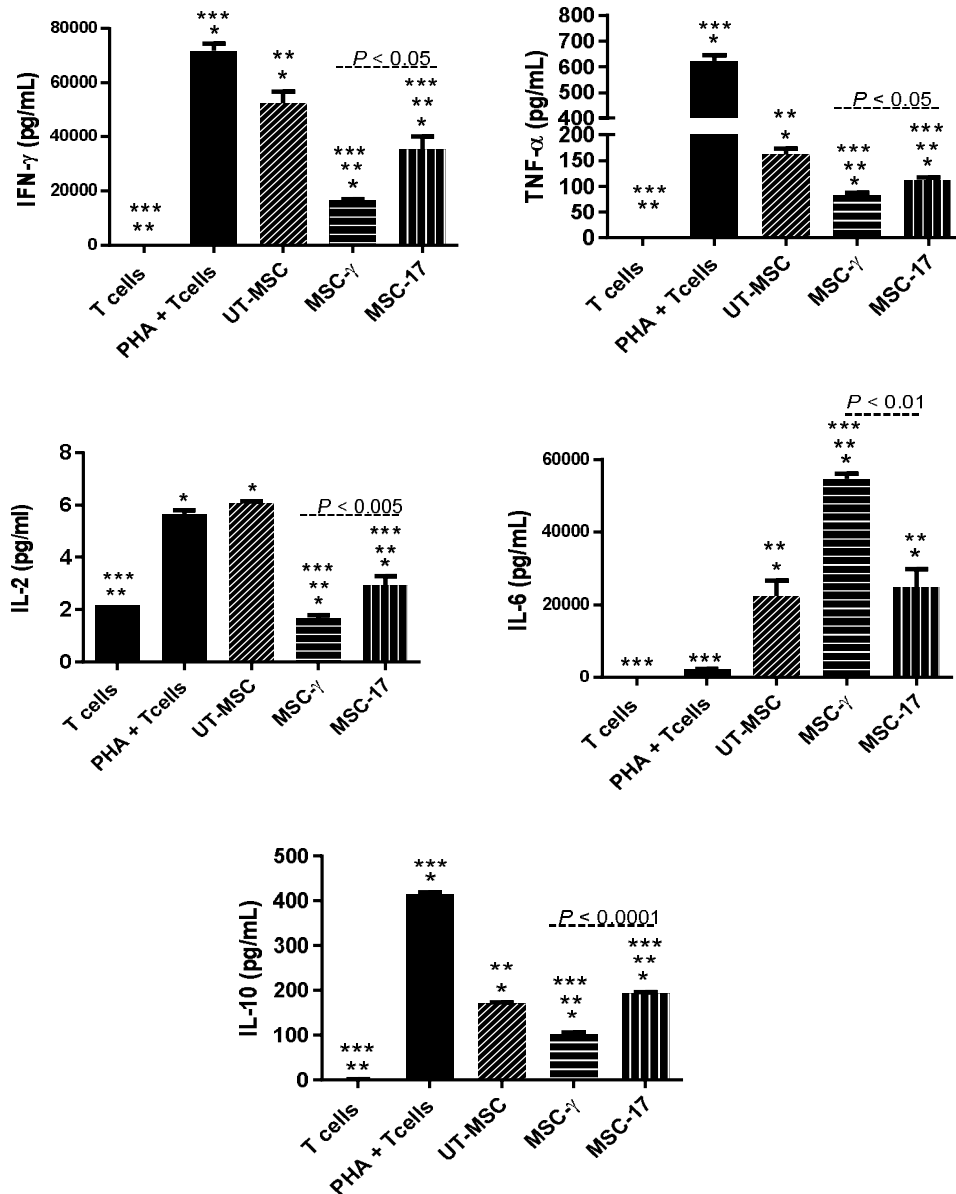 IFN-γ (pg/mL)
80000
60000
40000
20000
0
***
**
***
*
**
*
P < 0.05
***
**
*
***
**
*
T cells
PHA + Tcells
UT-MSC
MSC-γ
MSC-17
TNF-α (pg/mL)
800
700
600
500
400
200
150
100
50
0
***
**
***
*
**
*
P < 0.05
***
**
*
***
**
*
T cells
PHA + Tcells
UT-MSC
MSC-γ
MSC-17
IL-2 (pg/ml)
8
6
4
2
0
***
**
*
*
P < 0.005
***
**
*
***
**
*
T cells
PHA + Tcells
UT-MSC
MSC-γ
MSC-17
IL-6 (pg/mL)
60000
40000
20000
0
***
***
**
*
P < 0.01
***
**
*
**
*
T cells
PHA + Tcells
UT-MSC
MSC-γ
MSC-17
IL-10 (pg/mL)
500
400
300
200
100
0
***
**
***
*
**
*
P < 0.0001
***
**
*
***
**
*
T cells
PHA + Tcells
UT-MSC
MSC-γ
MSC-17